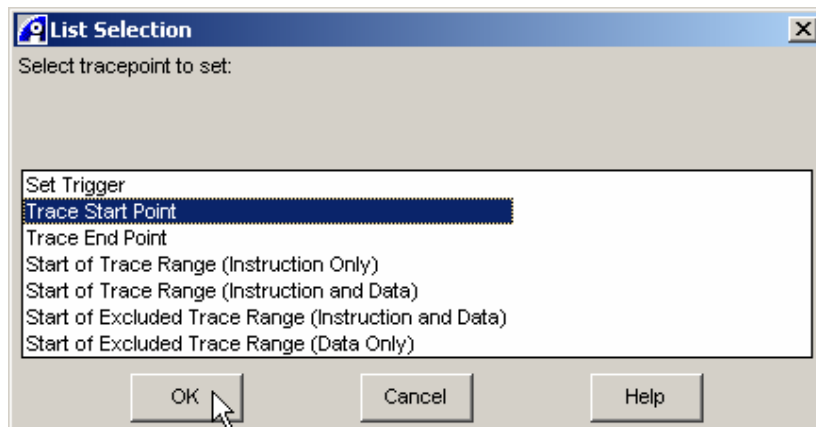 List Selection
Select tracepoint to set:
Set Trigger
Trace Start Point
Trace End Point
Start of Trace Range (Instruction Only)
Start of Trace Range (Instruction and Data)
Start of Excluded Trace Range (Instruction and Data)
Start of Excluded Trace Range (Data Only)
OK Cancel Help